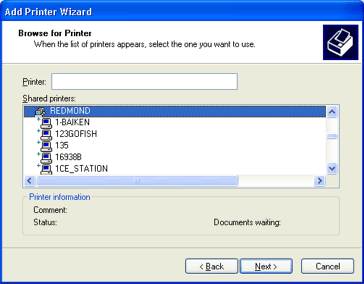 Add Printer Wizard
Browse for Printer
When the list of printers appears, select the one you want to use.
Printer:
Shared printers:
REDMOND
1-BAIKEN
123GOFISH
135
16938B
1CE_STATION
Printer information
Comment:
Status: Documents waiting:
< Back Next > Cancel